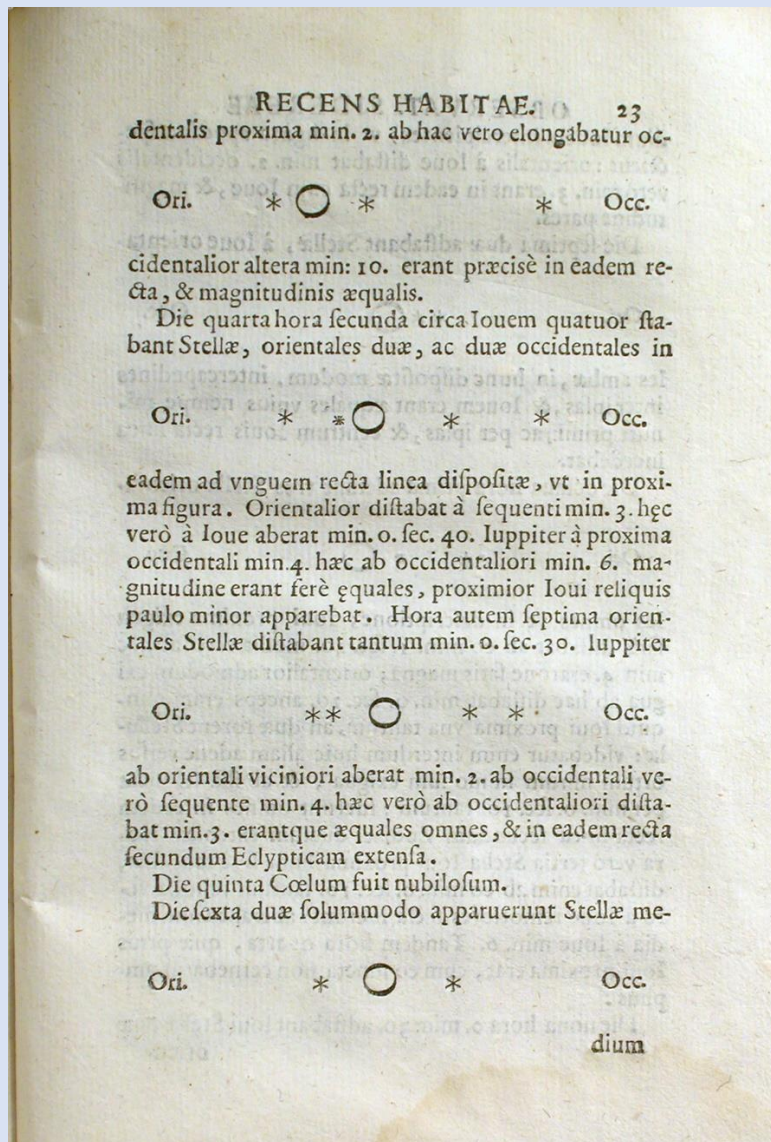 RECENS HABITAE. 23
dentalis proxima min. 2. ab hac vero elongabatur oc-
Ori. * O * * Occ.
cidentalior altera min: 10. erant præcisè in eadem re-
cta, & magnitudinis æqualis.
Die quarta hora ſecunda circa Iouem quatuor ſta-
bant Stellæ, orientales duæ, ac duæ occidentales in
Ori. * * O * * Occ.
eadem ad vnguem recta linea diſpoſitæ, vt in proxi-
ma figura. Orientalior diſtabat à ſequenti min. 3. hęc
verò à Ioue aberat min. 0. ſec. 40. Iuppiter à proxima
occidentali min. 4. hæc ab occidentaliori min. 6. ma-
gnitudine erant ferè ęquales, proximior Ioui reliquis
paulo minor apparebat. Hora autem ſeptima orien-
tales Stellæ diſtabant tantum min. 0. ſec. 30. Iuppiter
Ori. ** O * * Occ.
ab orientali viciniori aberat min. 2. ab occidentali ve-
rò ſequente min. 4. hæc verò ab occidentaliori diſta-
bat min. 3. erantque æquales omnes, & in eadem recta
ſecundum Eclypticam extenſa.
Die quinta Cœlum fuit nubiloſum.
Die ſexta duæ ſolummodo apparuerunt Stellæ me-
Ori. * O * Occ.
dium